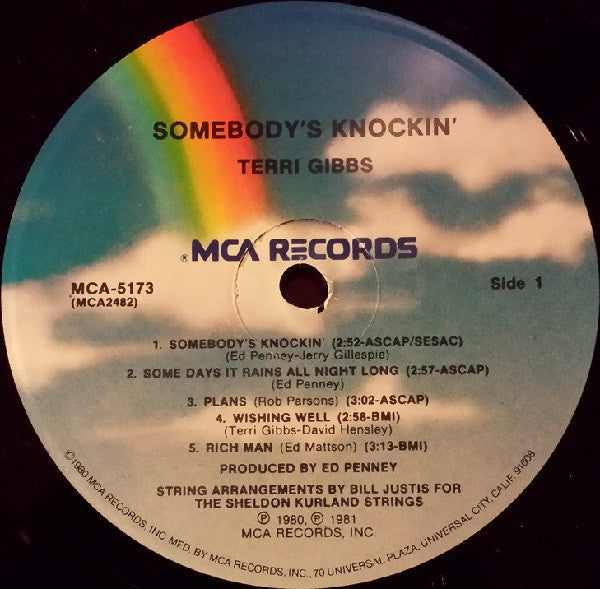 SOMEBODY'S KNOCKIN'
TERRI GIBBS
®MCA RECORDS
MCA-5173
(MCA2482)
Side 1
1. SOMEBODY'S KNOCKIN' (2:52-ASCAP/SESAC)
(Ed Penney-Jerry Gillespie)
2. SOME DAYS IT RAINS ALL NIGHT LONG (2:57-ASCAP)
(Ed Penney)
3. PLANS (Rob Parsons) (3:02-ASCAP)
4. WISHING WELL (2:58-BMI)
(Terri Gibbs-David Hensley)
5. RICH MAN (Ed Mattson) (3:13-BMI)
PRODUCED BY ED PENNEY
STRING ARRANGEMENTS BY BILL JUSTIS FOR
THE SHELDON KURLAND STRINGS
℗ 1980, ℗ 1981
MCA RECORDS, INC.
©1980 MCA RECORDS, INC. MFD. BY MCA RECORDS, INC., 70 UNIVERSAL PLAZA, UNIVERSAL CITY, CALIF. 91608